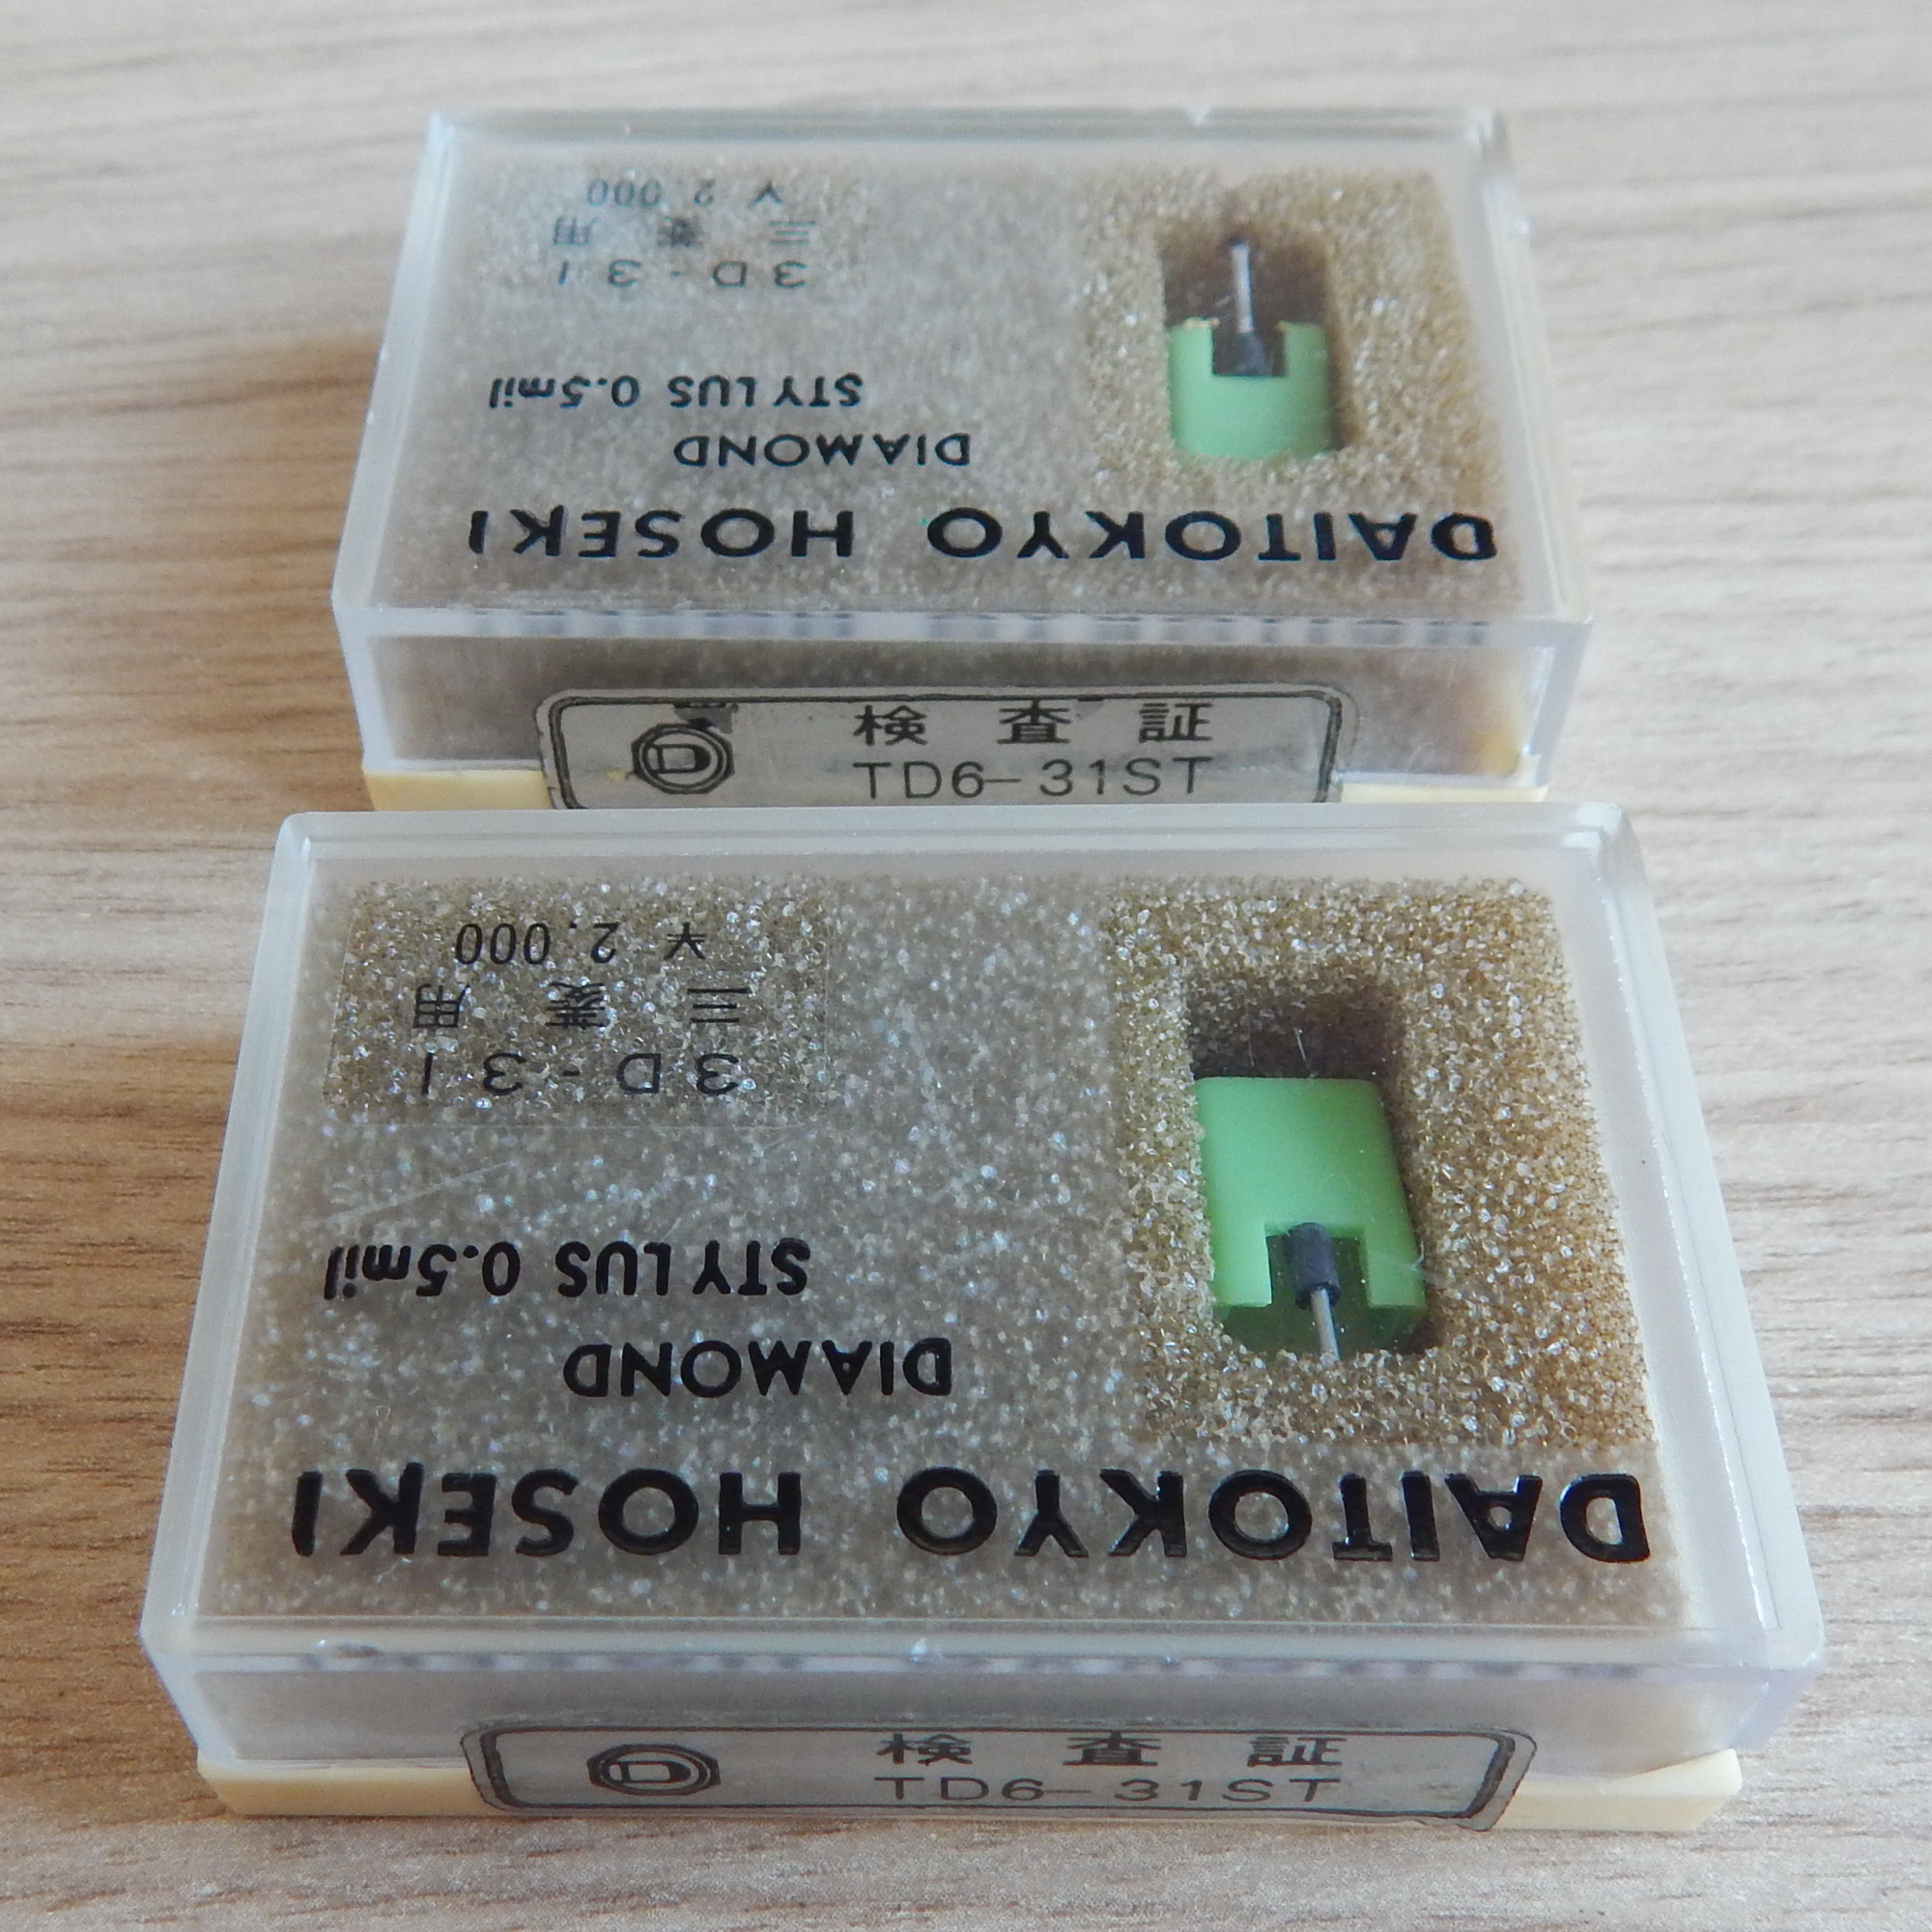 DAITOKYO HOSEKI
DIAMOND
STYLUS 0.5mil
3D-31
三菱用
¥2.000
D
検査証
TD6-31ST
DAITOKYO HOSEKI
DIAMOND
STYLUS 0.5mil
3D-31
三菱用
¥2.000
D
検査証
TD6-31ST